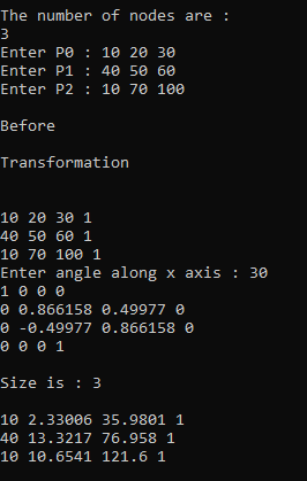 The number of nodes are :
3
Enter P0 : 10 20 30
Enter P1 : 40 50 60
Enter P2 : 10 70 100
Before
Transformation
10 20 30 1
40 50 60 1
10 70 100 1
Enter angle along x axis : 30
1 0 0 0
0 0.866158 0.49977 0
0 -0.49977 0.866158 0
0 0 0 1
Size is : 3
10 2.33006 35.9801 1
40 13.3217 76.958 1
10 10.6541 121.6 1